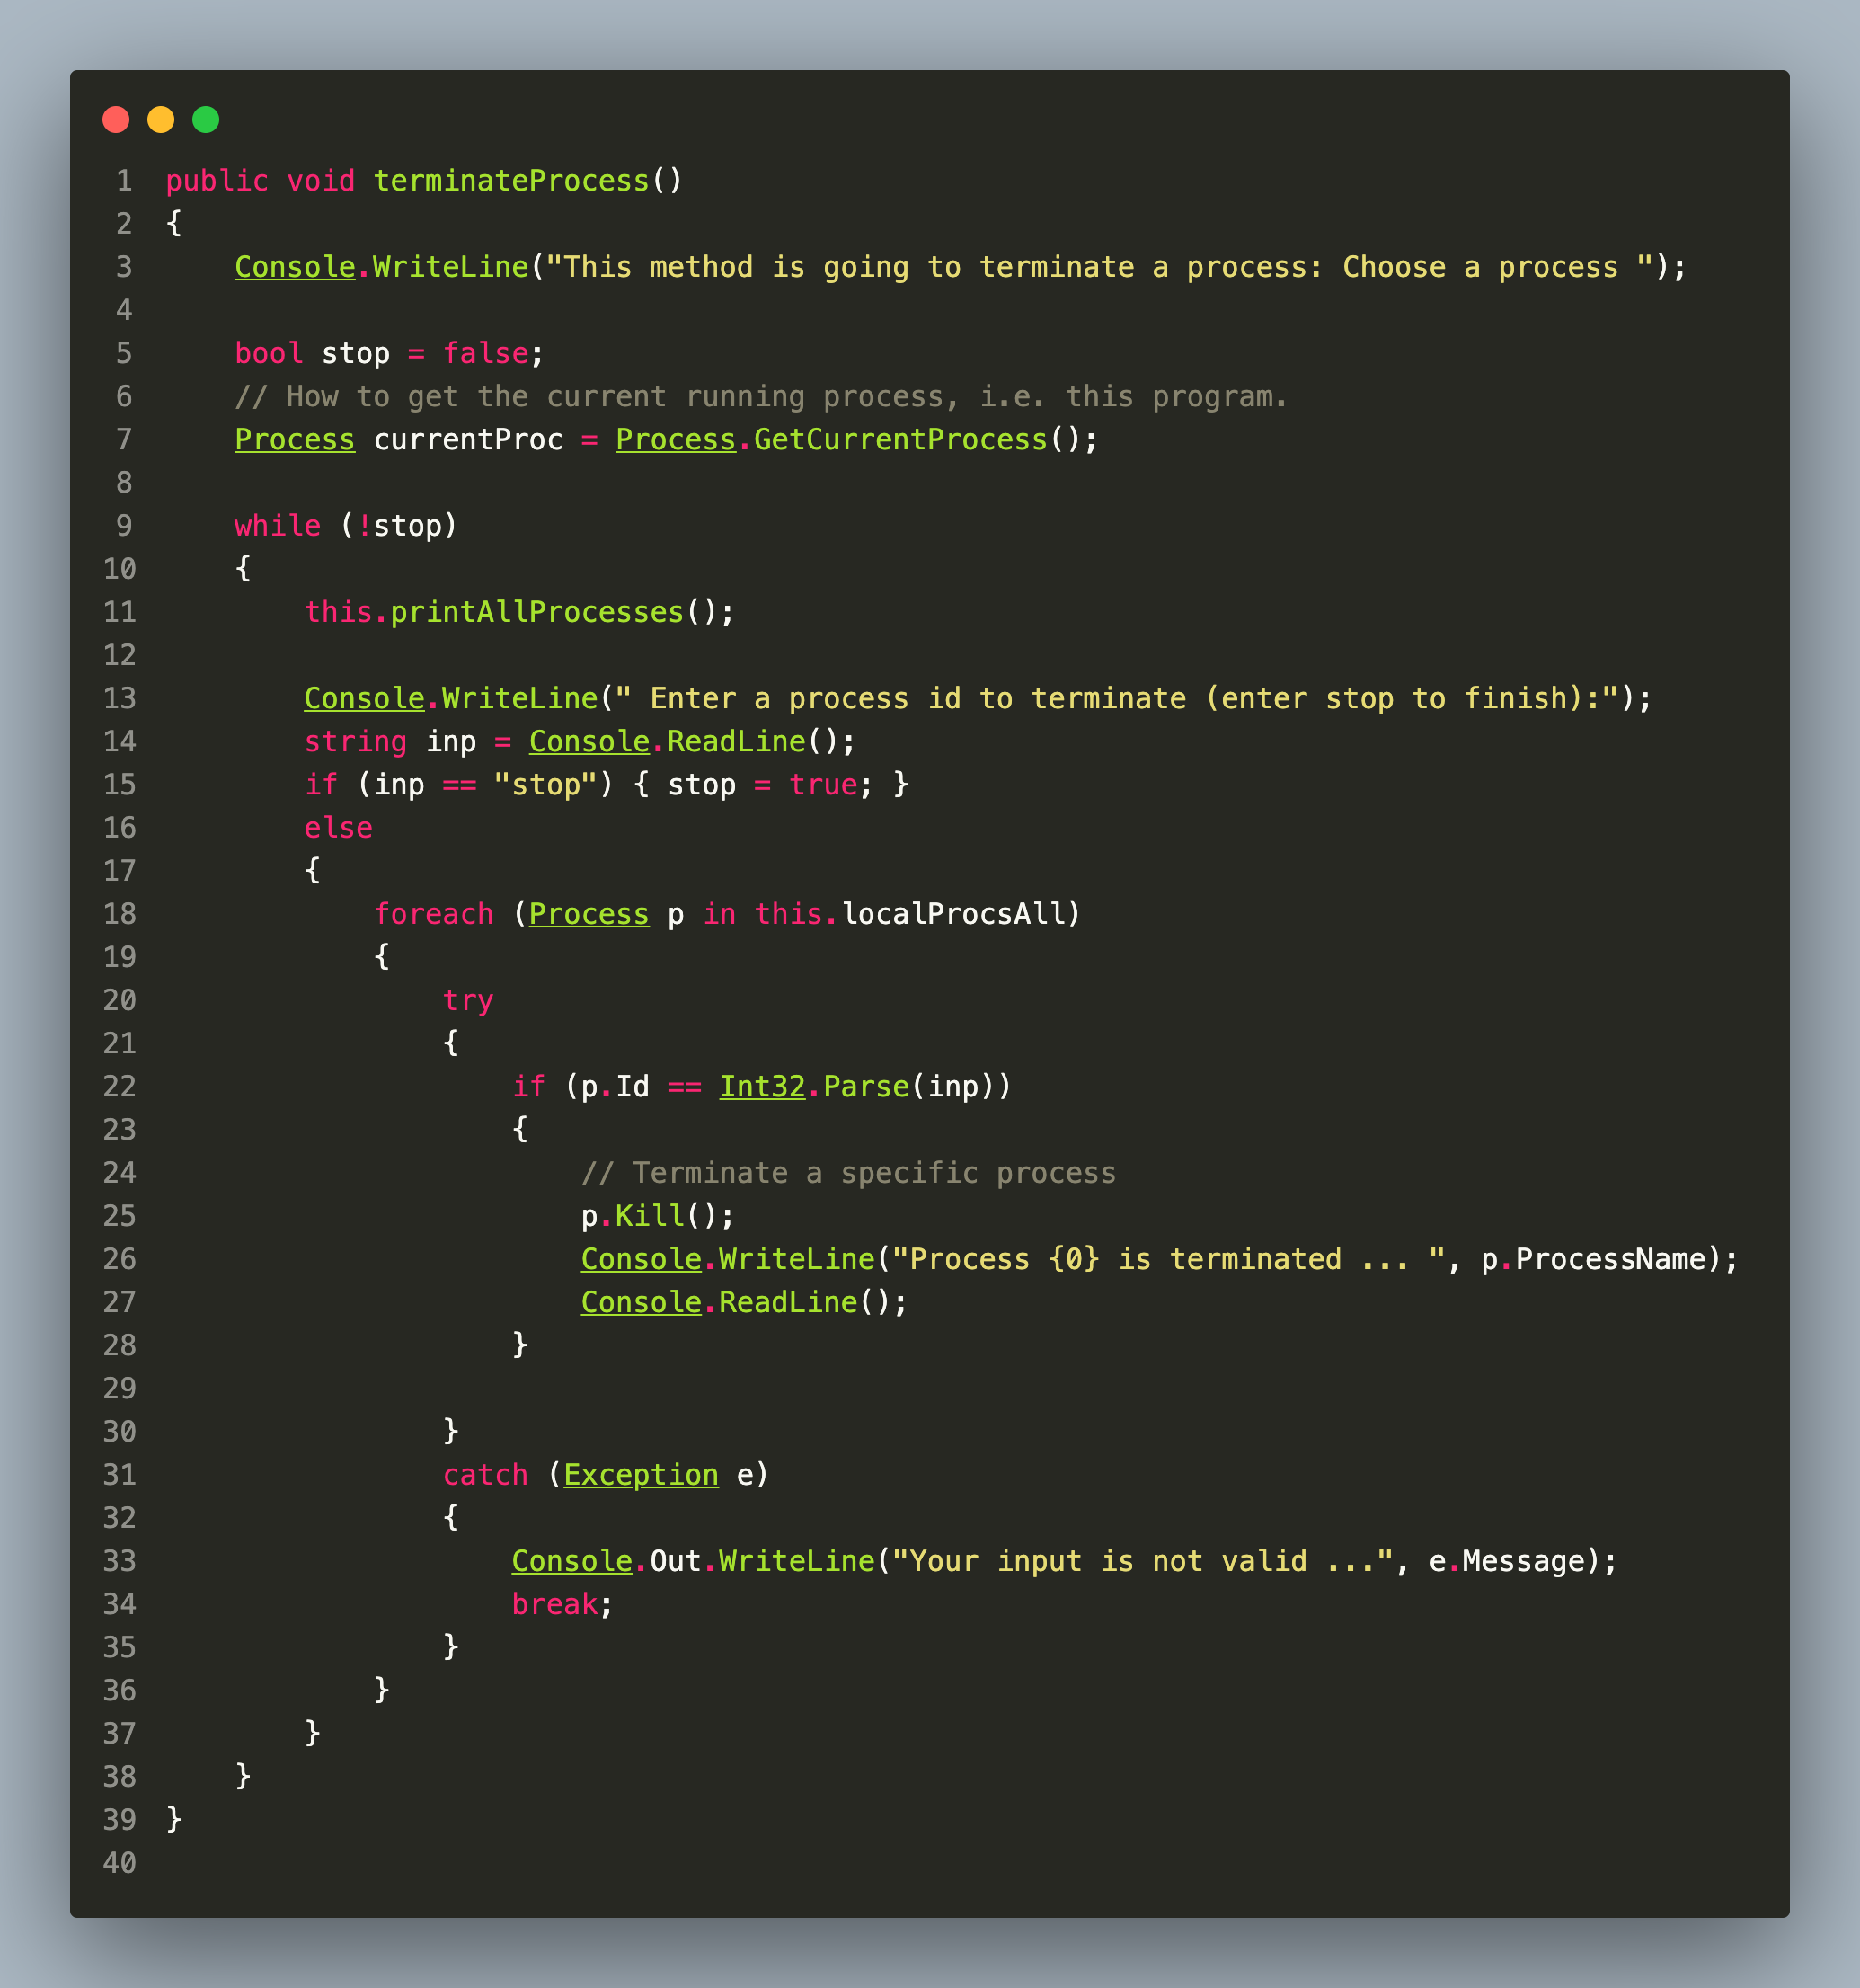 1 public void terminateProcess()
2 {
3     Console.WriteLine("This method is going to terminate a process: Choose a process ");
4
5     bool stop = false;
6     // How to get the current running process, i.e. this program.
7     Process currentProc = Process.GetCurrentProcess();
8
9     while (!stop)
10     {
11         this.printAllProcesses();
12
13         Console.WriteLine(" Enter a process id to terminate (enter stop to finish):");
14         string inp = Console.ReadLine();
15         if (inp == "stop") { stop = true; }
16         else
17         {
18             foreach (Process p in this.localProcsAll)
19             {
20                 try
21                 {
22                     if (p.Id == Int32.Parse(inp))
23                     {
24                         // Terminate a specific process
25                         p.Kill();
26                         Console.WriteLine("Process {0} is terminated ... ", p.ProcessName);
27                         Console.ReadLine();
28                     }
29
30                 }
31                 catch (Exception e)
32                 {
33                     Console.Out.WriteLine("Your input is not valid ...", e.Message);
34                     break;
35                 }
36             }
37         }
38     }
39 }
40